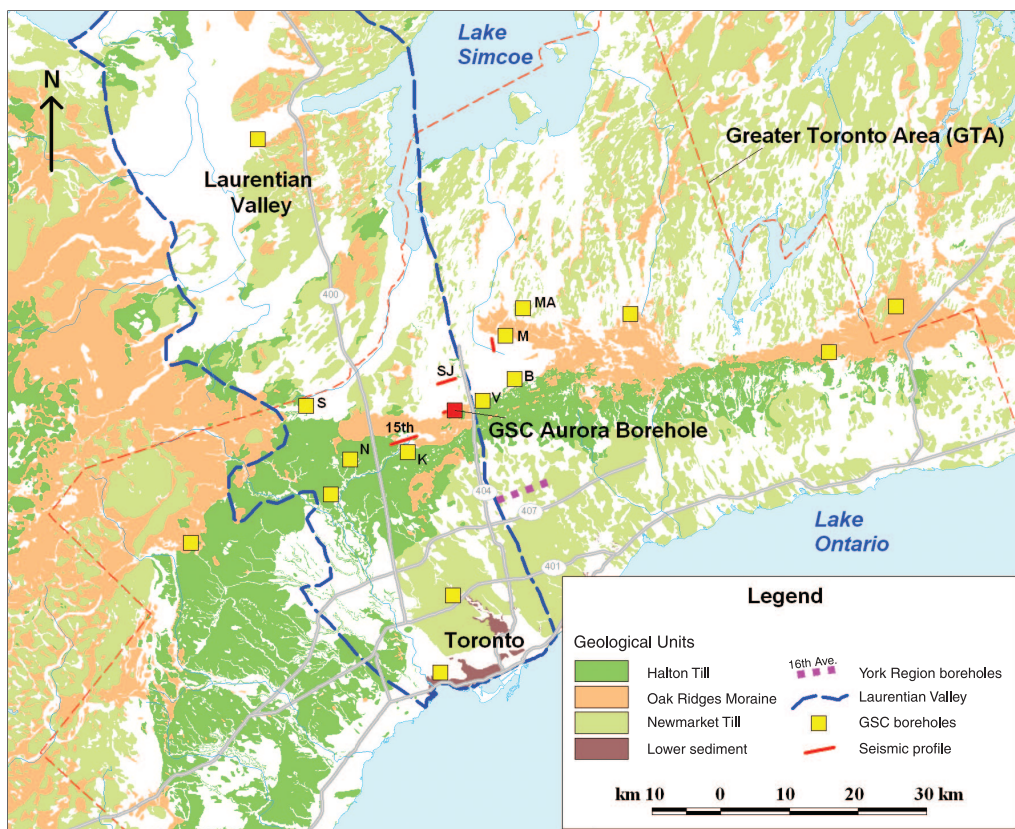 Lake
Simcoe
N
Greater Toronto Area (GTA)
Laurentian
Valley
400
MA
M
SJ
B
V
S
15th
GSC Aurora Borehole
N
K
404
407
Lake
Ontario
401
Toronto
Legend
Geological Units
Halton Till
Oak Ridges Moraine
Newmarket Till
Lower sediment
16th Ave.
York Region boreholes
Laurentian Valley
GSC boreholes
Seismic profile
km 10 0 10 20 30 km